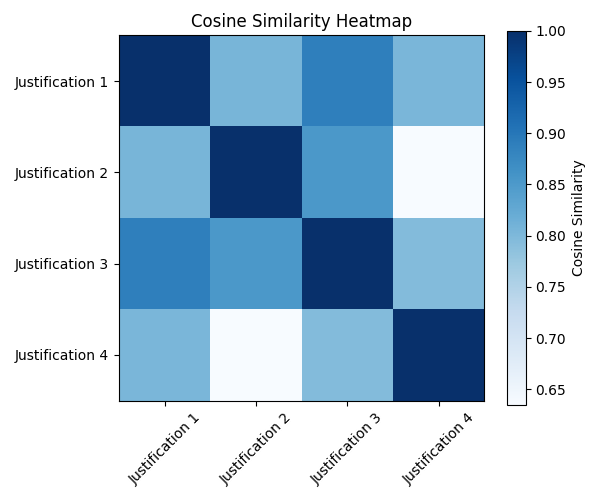 Cosine Similarity Heatmap
Justification 1
Justification 2
Justification 3
Justification 4
Justification 1
Justification 2
Justification 3
Justification 4
1.00
0.95
0.90
0.85
0.80
0.75
0.70
0.65
Cosine Similarity